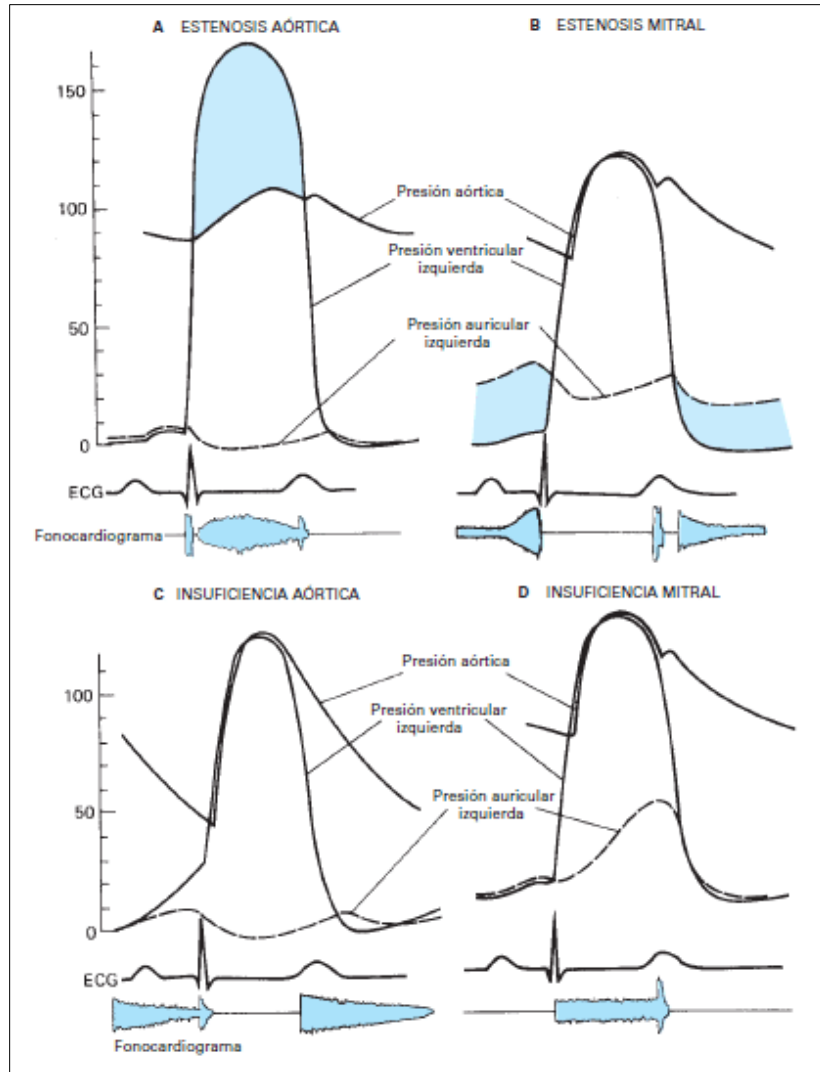 A ESTENOSIS AÓRTICA
B ESTENOSIS MITRAL
150
100
50
0
Presión aórtica
Presión ventricular
izquierda
Presión auricular
izquierda
ECG
Fonocardiograma
C INSUFICIENCIA AÓRTICA
D INSUFICIENCIA MITRAL
100
50
0
Presión aórtica
Presión ventricular
izquierda
Presión auricular
izquierda
ECG
Fonocardiograma